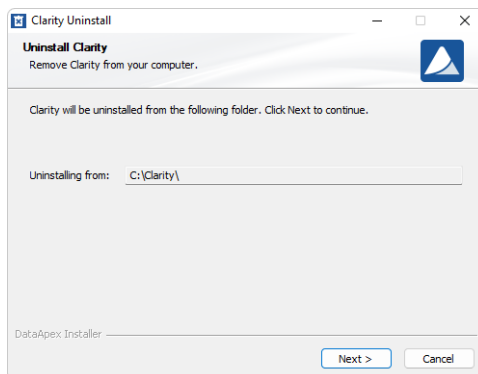 Clarity Uninstall
Uninstall Clarity
Remove Clarity from your computer.
Clarity will be uninstalled from the following folder. Click Next to continue.
Uninstalling from: C:\Clarity\
DataApex Installer
Next > Cancel